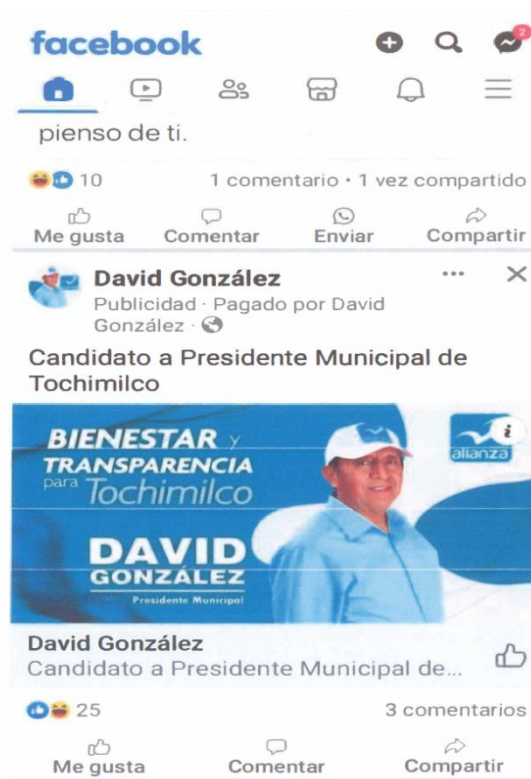 facebook
2
pienso de ti.
10 1 comentario • 1 vez compartido
Me gusta Comentar Enviar Compartir
David González
Publicidad · Pagado por David
González ·
Candidato a Presidente Municipal de
Tochimilco
BIENESTAR y
TRANSPARENCIA
para Tochimilco
DAVID
GONZÁLEZ
Presidente Municipal
alianza
i
David González
Candidato a Presidente Municipal de...
25 3 comentarios
Me gusta Comentar Compartir